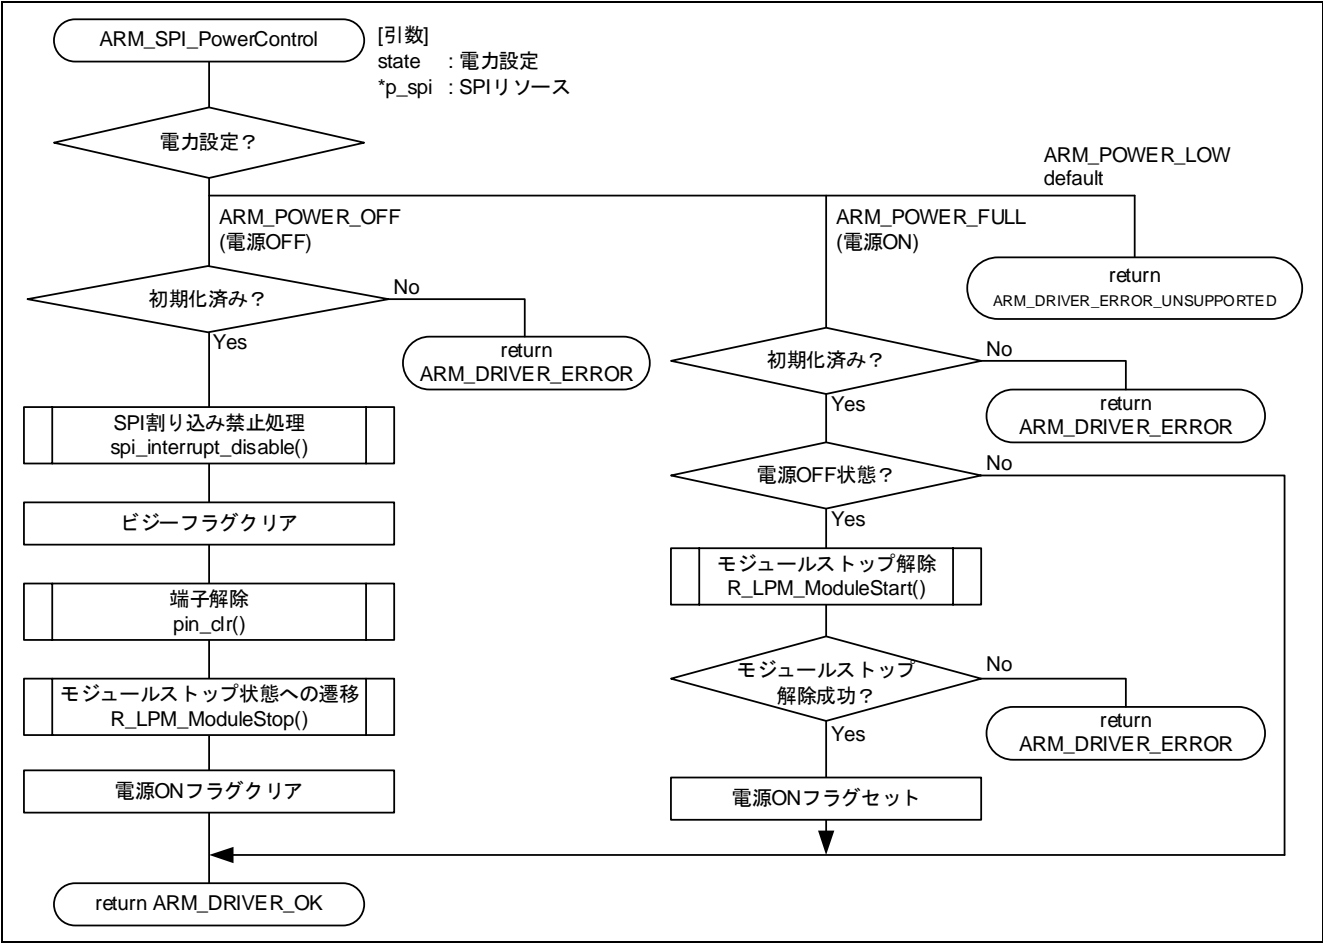 ARM_SPI_PowerControl
[引数]
state : 電力設定
*p_spi : SPIリソース
電力設定？
ARM_POWER_OFF
(電源OFF)
初期化済み？
No
return
ARM_DRIVER_ERROR
Yes
SPI割り込み禁止処理
spi_interrupt_disable()
ビジーフラグクリア
端子解除
pin_clr()
モジュールストップ状態への遷移
R_LPM_ModuleStop()
電源ONフラグクリア
return ARM_DRIVER_OK
ARM_POWER_FULL
(電源ON)
初期化済み？
No
return
ARM_DRIVER_ERROR
Yes
電源OFF状態？
No
Yes
モジュールストップ解除
R_LPM_ModuleStart()
モジュールストップ
解除成功？
No
return
ARM_DRIVER_ERROR
Yes
電源ONフラグセット
ARM_POWER_LOW
default
return
ARM_DRIVER_ERROR_UNSUPPORTED